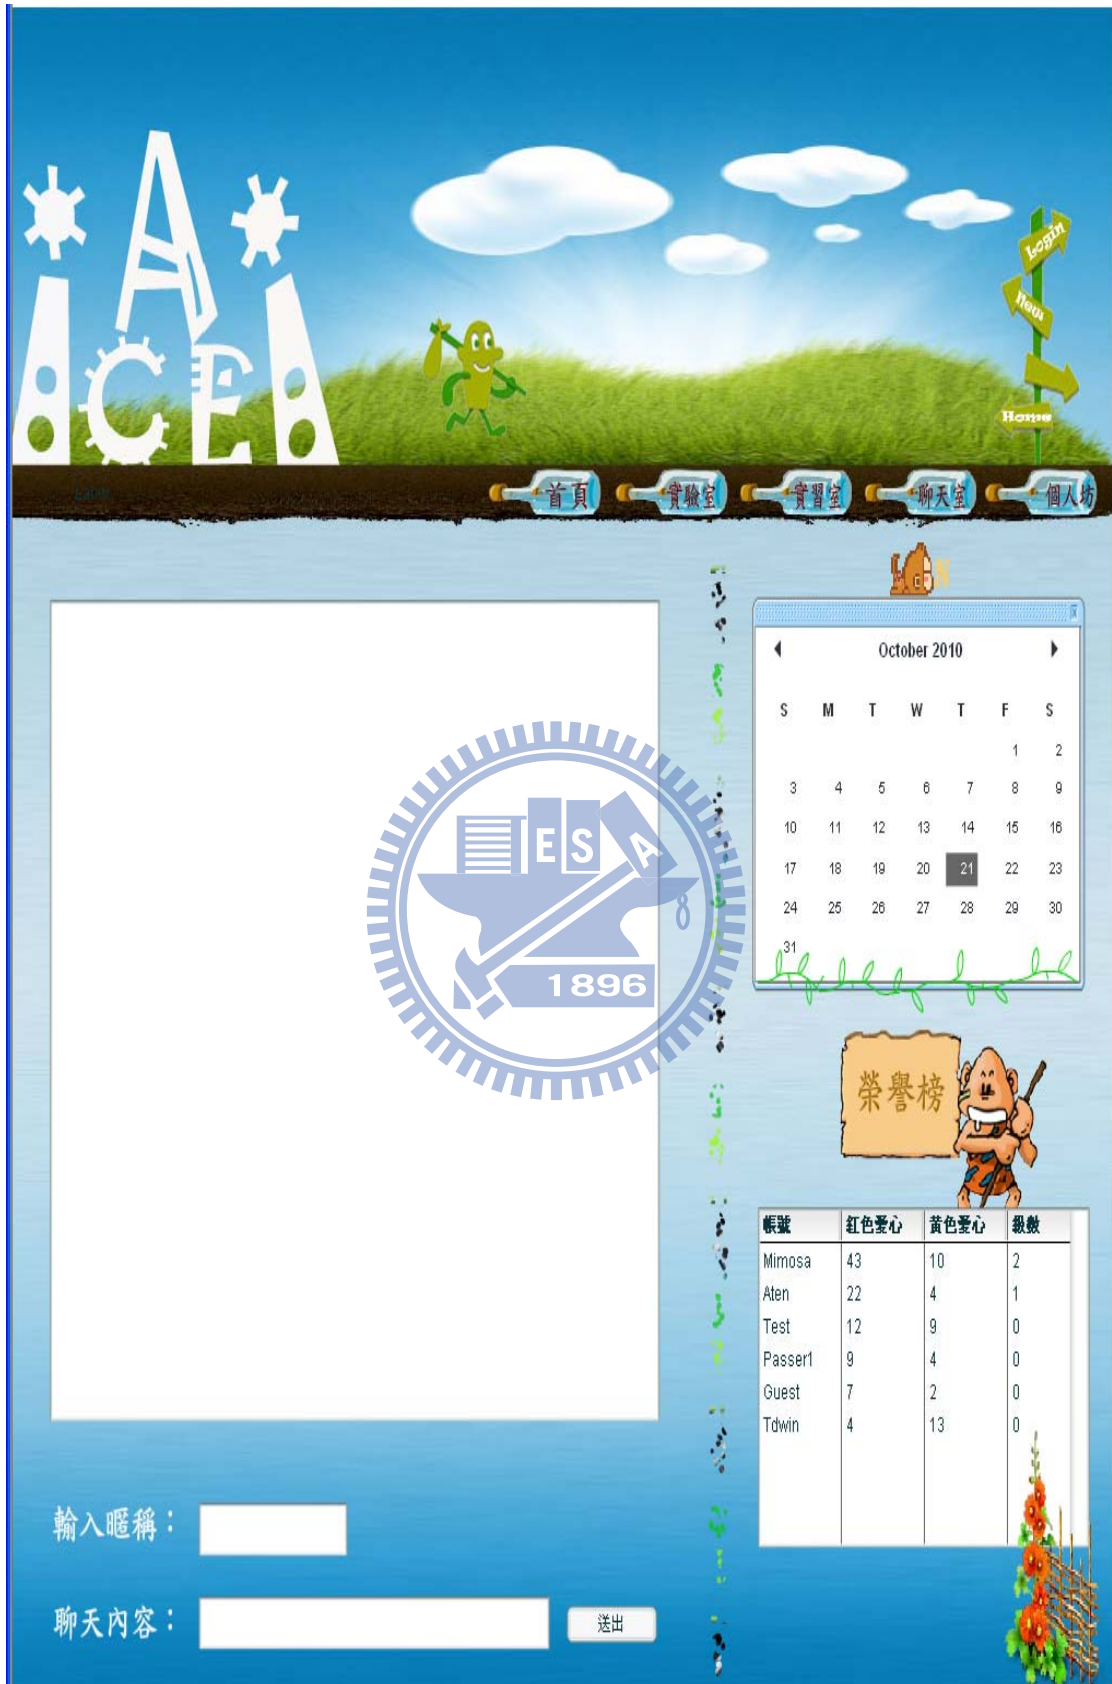 A
CE
Login
New
Home
首頁 實驗室 實習室 聊天室 個人坊
October 2010
S M T W T F S
1 2
3 4 5 6 7 8 9
10 11 12 13 14 15 16
17 18 19 20 21 22 23
24 25 26 27 28 29 30
31
ES A
8
1896
榮譽榜
帳號 紅色愛心 黃色愛心 級數
Mimosa 43 10 2
Aten 22 4 1
Test 12 9 0
Passer1 9 4 0
Guest 7 2 0
Tdwin 4 13 0
輸入暱稱：
聊天內容：
送出